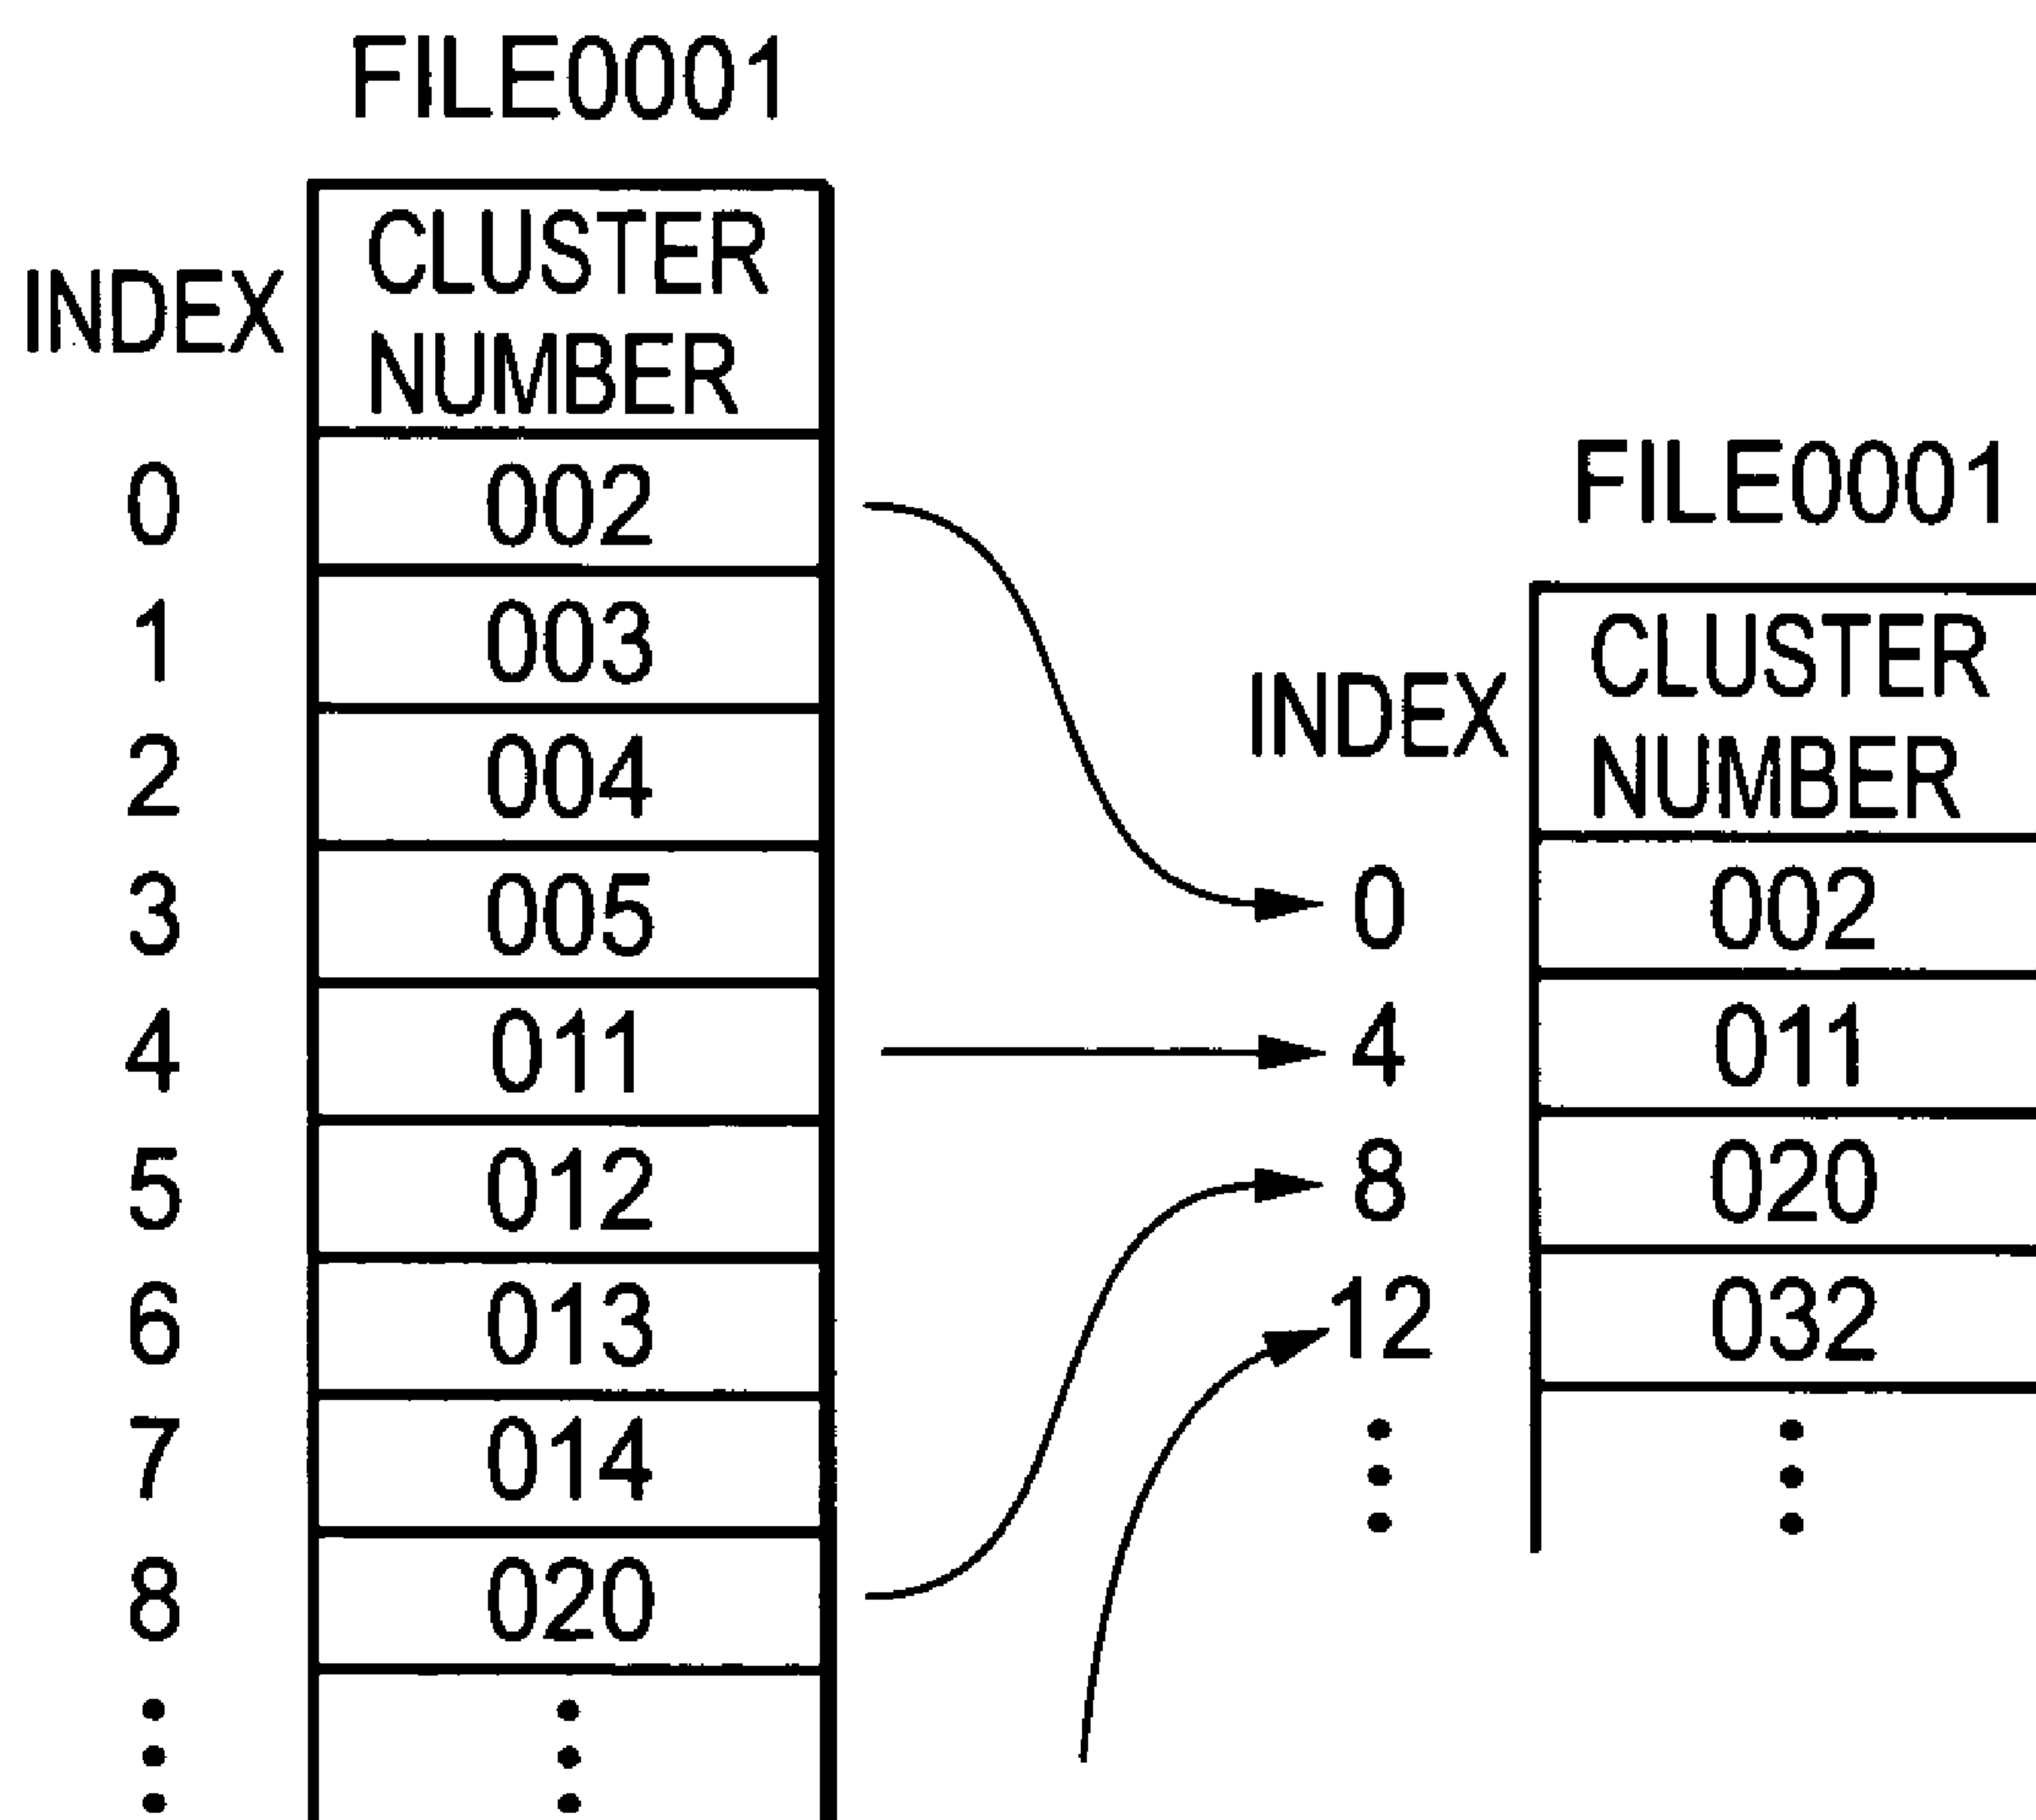 FILE0001
INDEX
CLUSTER
NUMBER
0 002
1 003
2 004
3 005
4 011
5 012
6 013
7 014
8 020
FILE0001
INDEX
CLUSTER
NUMBER
0 002
4 011
8 020
12 032